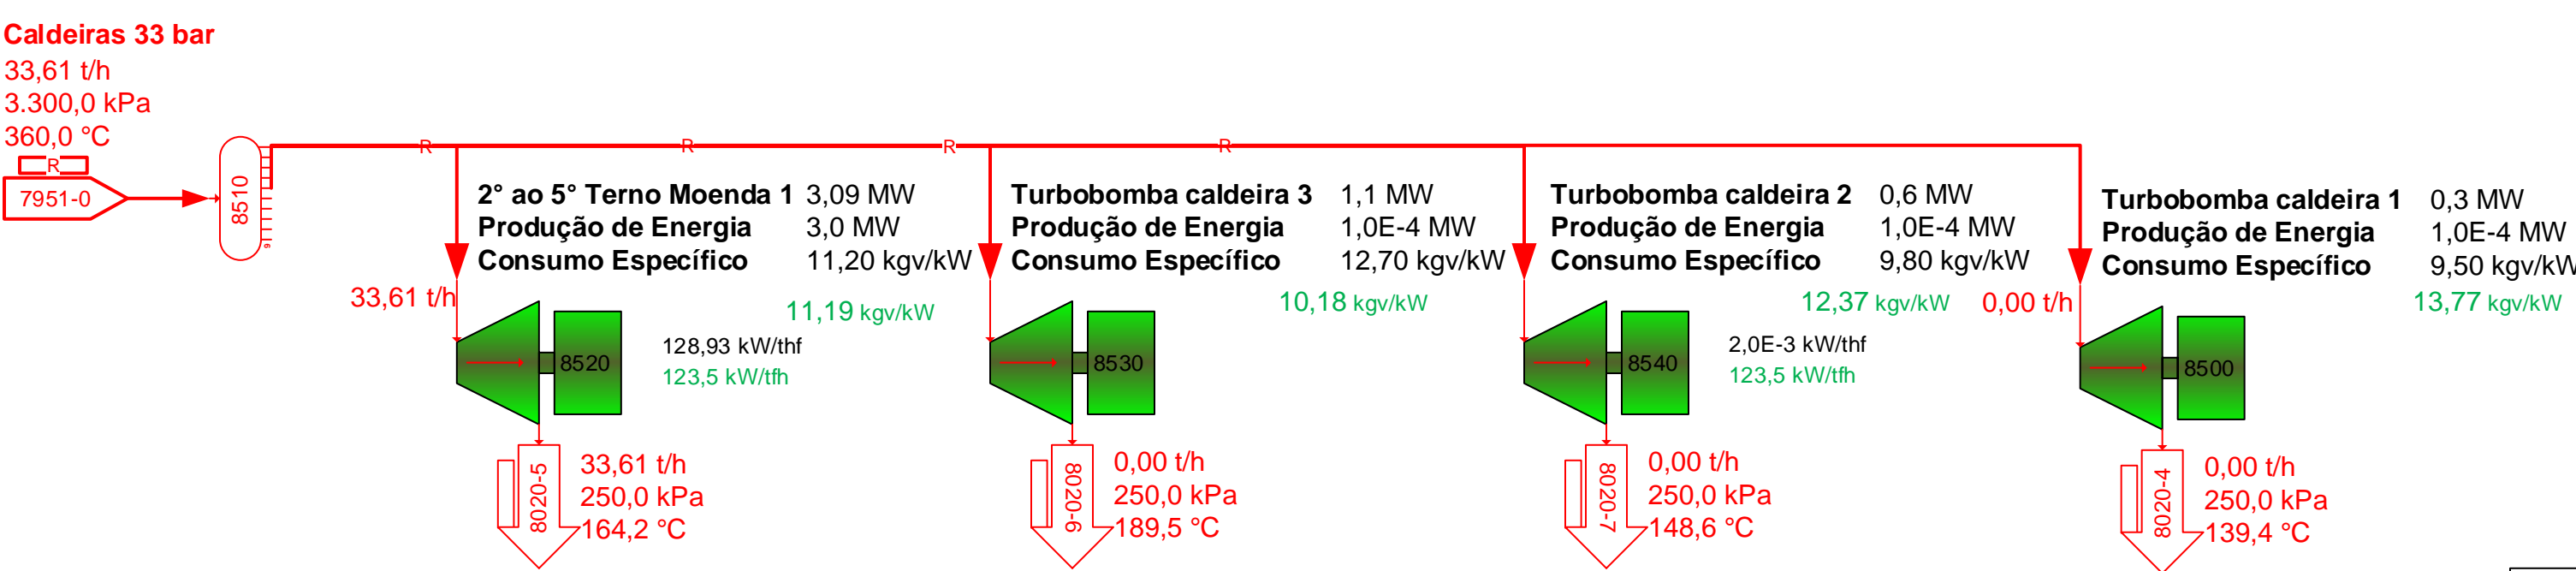 Caldeiras 33 bar
33,61 t/h
3.300,0 kPa
360,0 °C
R
7951-0
8510
R
R
R
R
2° ao 5° Terno Moenda 1 3,09 MW
Produção de Energia 3,0 MW
Consumo Específico 11,20 kgv/kW
33,61 t/h
11,19 kgv/kW
8520
128,93 kW/thf
123,5 kW/tfh
8020-5
33,61 t/h
250,0 kPa
164,2 °C
Turbobomba caldeira 3 1,1 MW
Produção de Energia 1,0E-4 MW
Consumo Específico 12,70 kgv/kW
10,18 kgv/kW
8530
8020-6
0,00 t/h
250,0 kPa
189,5 °C
Turbobomba caldeira 2 0,6 MW
Produção de Energia 1,0E-4 MW
Consumo Específico 9,80 kgv/kW
12,37 kgv/kW
8540
2,0E-3 kW/thf
123,5 kW/tfh
8020-7
0,00 t/h
250,0 kPa
148,6 °C
Turbobomba caldeira 1 0,3 MW
Produção de Energia 1,0E-4 MW
Consumo Específico 9,50 kgv/kW
0,00 t/h
13,77 kgv/kW
8500
8020-4
0,00 t/h
250,0 kPa
139,4 °C